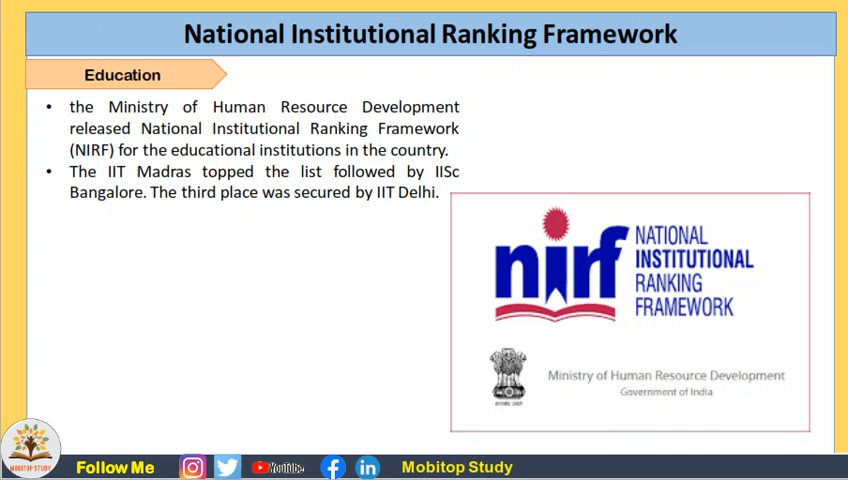 National Institutional Ranking Framework
Education
• the Ministry of Human Resource Development
released National Institutional Ranking Framework
(NIRF) for the educational institutions in the country.
• The IIT Madras topped the list followed by IISc
Bangalore. The third place was secured by IIT Delhi.
nirf
NATIONAL
INSTITUTIONAL
RANKING
FRAMEWORK
Ministry of Human Resource Development
Government of India
MOBITOP STUDY
Follow Me
YouTube
Mobitop Study